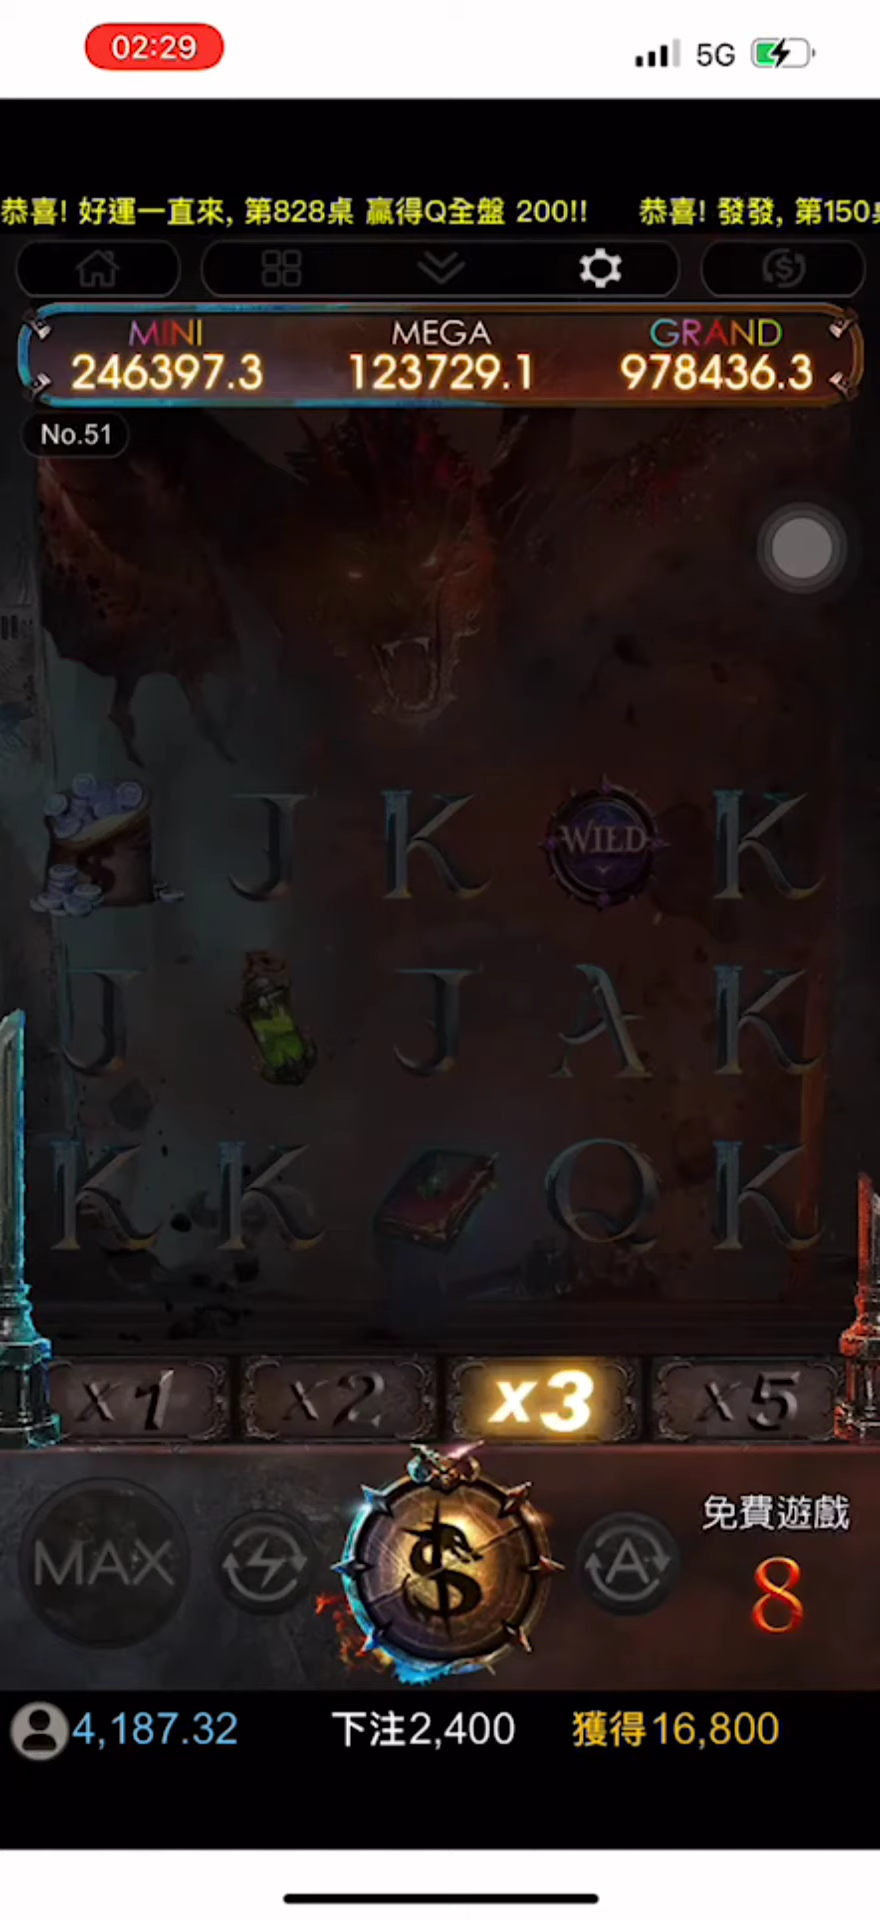 02:29 5G
恭喜! 好運一直來, 第828桌 贏得Q全盤 200!! 恭喜! 發發, 第150
MINI MEGA GRAND
246397.3 123729.1 978436.3
No.51
J K WILD K
J J A K
K K Q K
x1 x2 x3 x5
免費遊戲
MAX $ A 8
4,187.32 下注2,400 獲得16,800